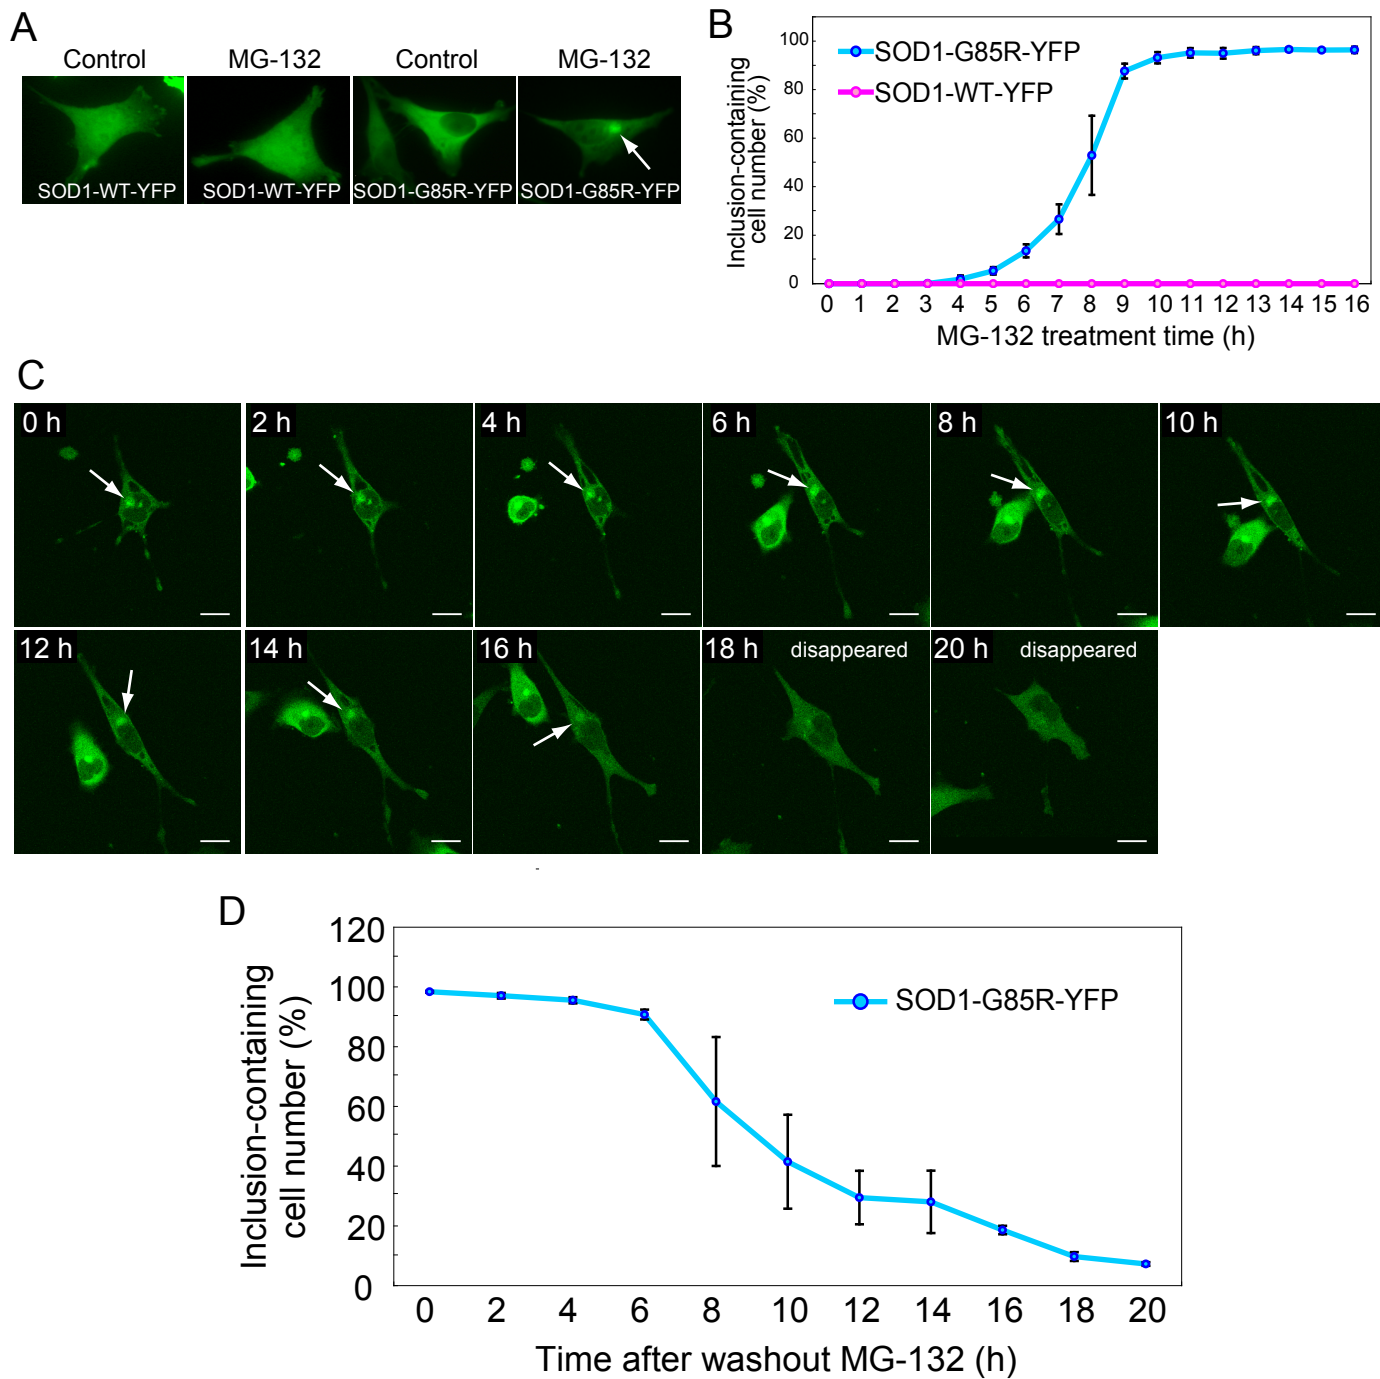 A
Control
MG-132
Control
MG-132
SOD1-WT-YFP
SOD1-WT-YFP
SOD1-G85R-YFP
SOD1-G85R-YFP
B
Inclusion-containing
cell number (%)
100
80
60
40
20
0
SOD1-G85R-YFP
SOD1-WT-YFP
0 1 2 3 4 5 6 7 8 9 10 11 12 13 14 15 16
MG-132 treatment time (h)
C
0 h
2 h
4 h
6 h
8 h
10 h
12 h
14 h
16 h
18 h disappeared
20 h disappeared
D
Inclusion-containing
cell number (%)
120
100
80
60
40
20
0
SOD1-G85R-YFP
0 2 4 6 8 10 12 14 16 18 20
Time after washout MG-132 (h)